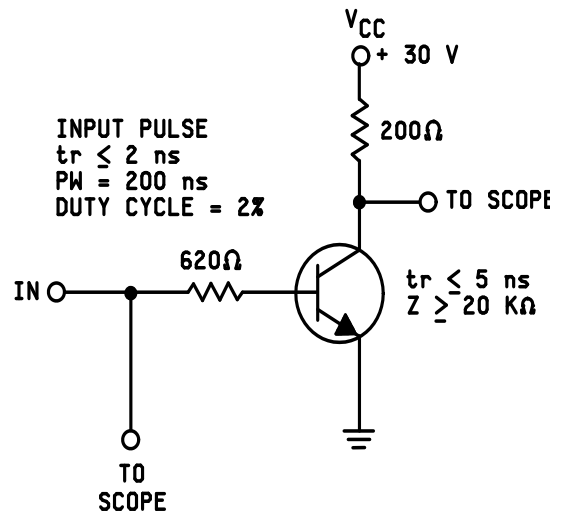 VCC
+ 30 V
200Ω
TO SCOPE
INPUT PULSE
tr ≤ 2 ns
PW = 200 ns
DUTY CYCLE = 2%
620Ω
IN
tr ≤ 5 ns
Z ≥ 20 KΩ
TO
SCOPE